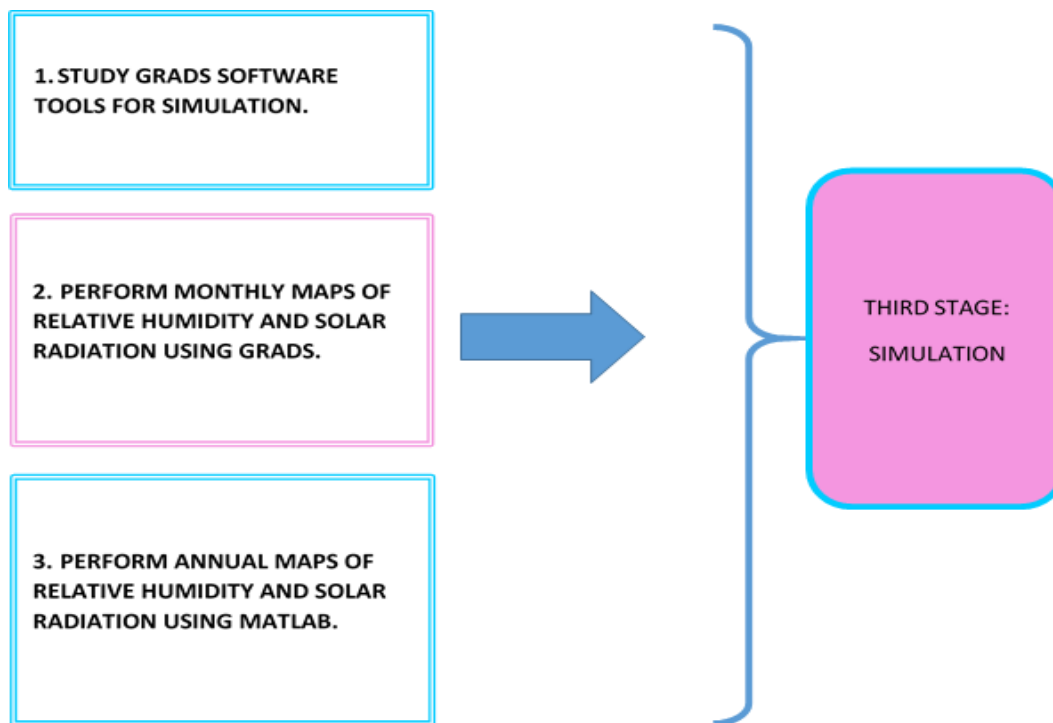 1. STUDY GRADS SOFTWARE
TOOLS FOR SIMULATION.
2. PERFORM MONTHLY MAPS OF
RELATIVE HUMIDITY AND SOLAR
RADIATION USING GRADS.
3. PERFORM ANNUAL MAPS OF
RELATIVE HUMIDITY AND SOLAR
RADIATION USING MATLAB.
THIRD STAGE:
SIMULATION